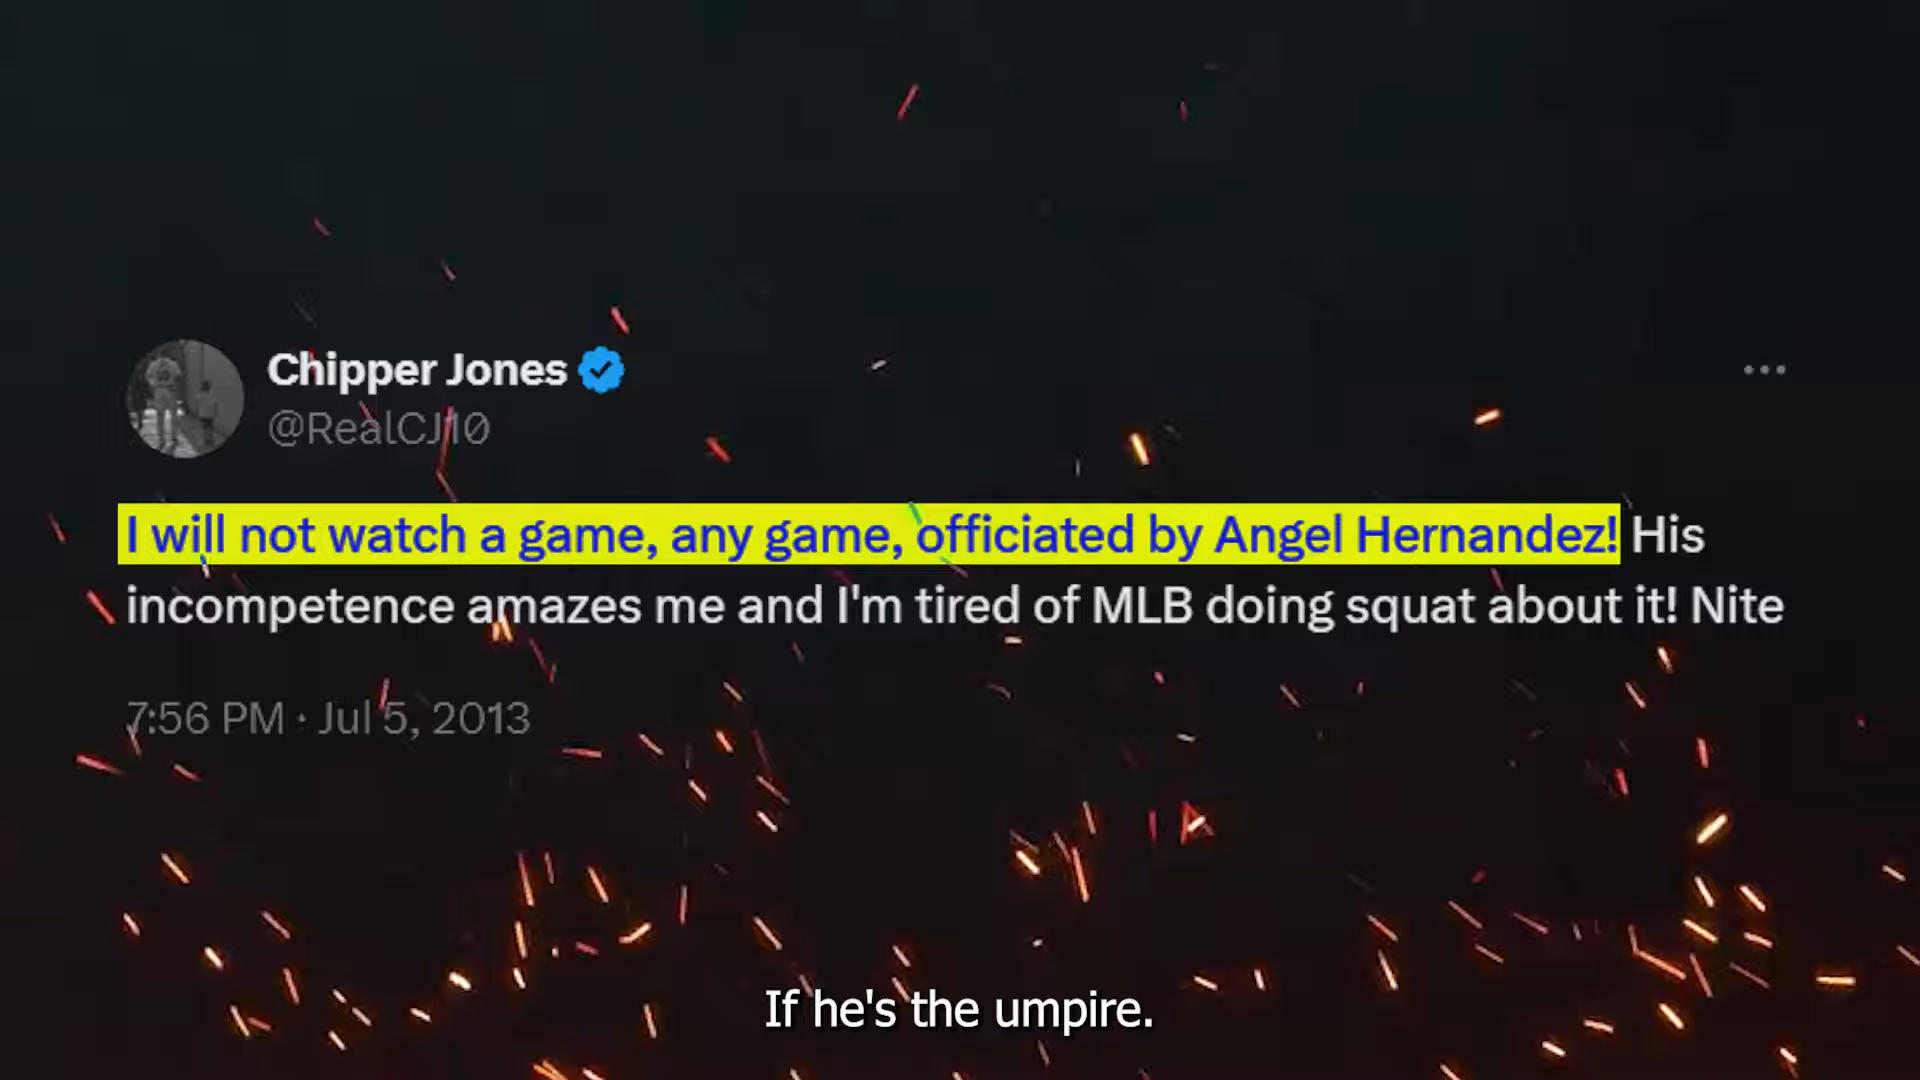 Chipper Jones
@RealCJ10
I will not watch a game, any game, officiated by Angel Hernandez! His
incompetence amazes me and I'm tired of MLB doing squat about it! Nite
7:56 PM · Jul 5, 2013
If he's the umpire.